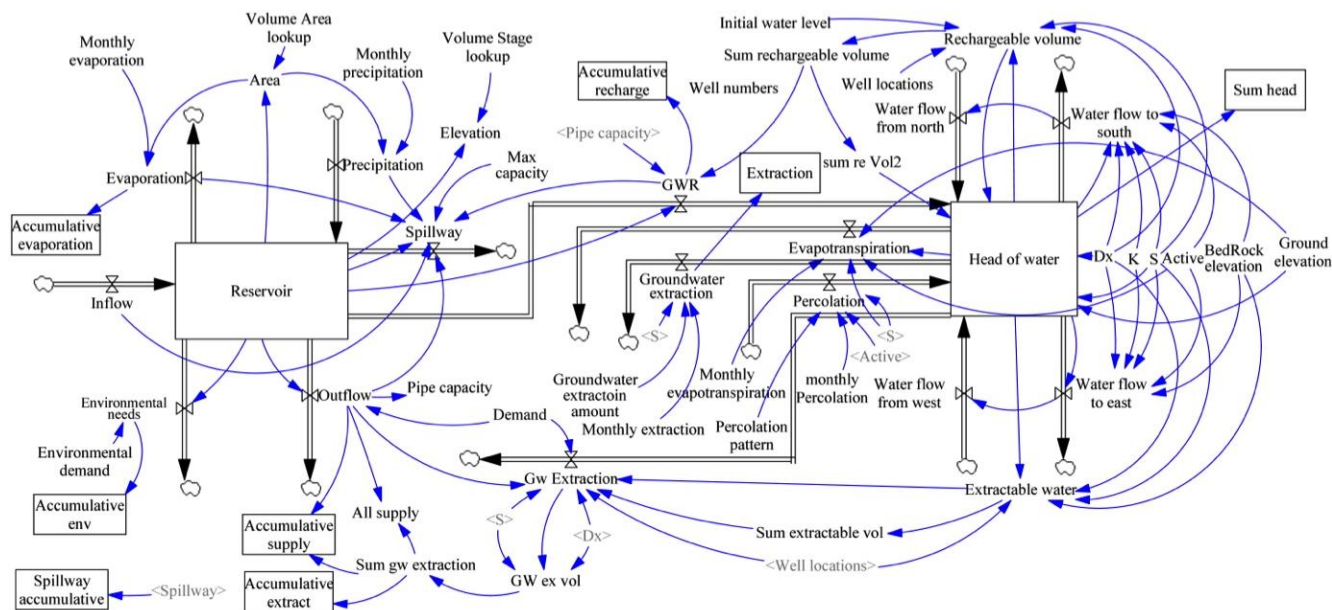 Volume Area
lookup
Monthly
evaporation
Area
Monthly
precipitation
Volume Stage
lookup
Elevation
Precipitation
Max
capacity
Evaporation
Accumulative
evaporation
Spillway
Reservoir
Inflow
Initial water level
Sum rechargeable volume
Accumulative
recharge
Well numbers
<Pipe capacity>
GWR
sum re Vol2
Extraction
Rechargeable volume
Well locations
Water flow
from north
Water flow to
south
Sum head
Evapotranspiration
Head of water
Dx
K
S
Active
BedRock
elevation
Ground
elevation
Groundwater
extraction
Percolation
<S>
<S>
<Active>
Groundwater
extractoin
amount
Monthly
evapotranspiration
monthly
Percolation
Monthly extraction
Percolation
pattern
Water flow
from west
Water flow
to east
Environmental
needs
Outflow
Pipe capacity
Demand
Environmental
demand
Accumulative
env
Gw Extraction
Extractable water
All supply
<S>
<Dx>
Sum extractable vol
Accumulative
supply
Sum gw extraction
GW ex vol
<Well locations>
Spillway
accumulative
<Spillway>
Accumulative
extract